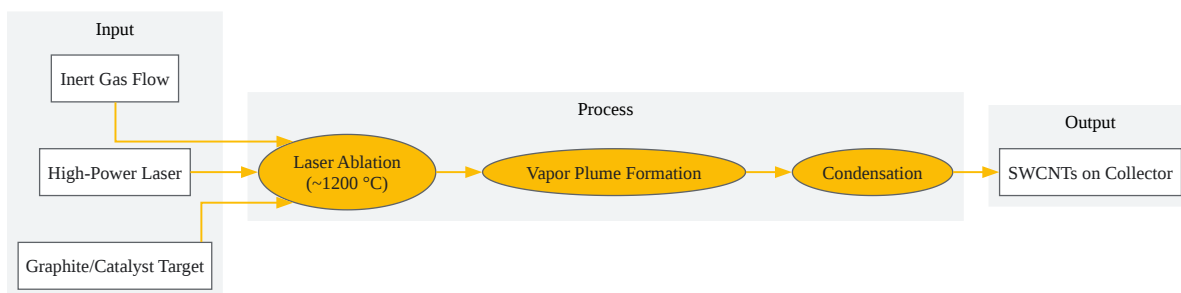 Input
Inert Gas Flow
High-Power Laser
Graphite/Catalyst Target
Process
Laser Ablation
(~1200 °C)
Vapor Plume Formation
Condensation
Output
SWCNTs on Collector